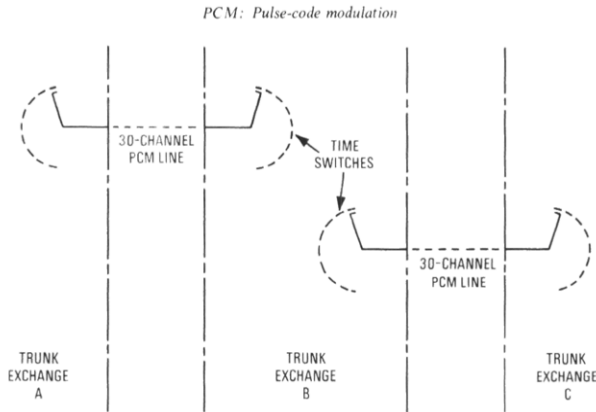 PCM: Pulse-code modulation
30-CHANNEL
PCM LINE
TIME
SWITCHES
30-CHANNEL
PCM LINE
TRUNK
EXCHANGE
A
TRUNK
EXCHANGE
B
TRUNK
EXCHANGE
C